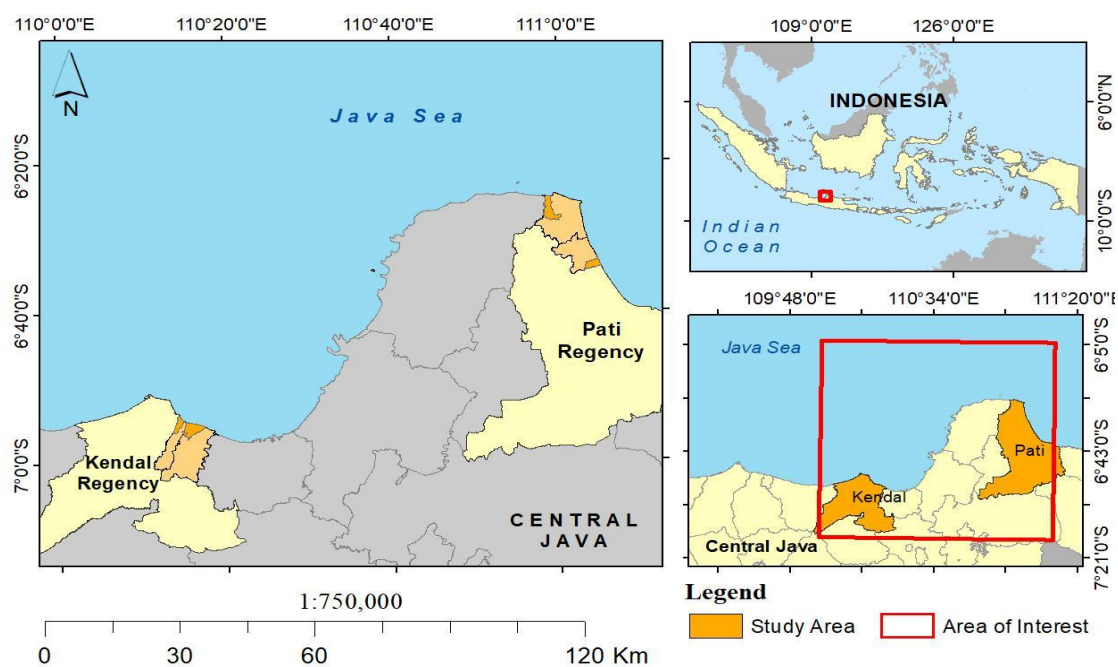 110°0'0"E 110°20'0"E 110°40'0"E 111°0'0"E
N
Java Sea
6°20'0"S
6°40'0"S
7°0'0"S
Pati
Regency
Kendal
Regency
CENTRAL
JAVA
1:750,000
0 30 60 120 Km
109°0'0"E 126°0'0"E
INDONESIA
6°0'0"N
10°0'0"S
Indian
Ocean
109°48'0"E 110°34'0"E 111°20'0"E
Java Sea
6°5'0"S
6°43'0"S
7°21'0"S
Pati
Kendal
Central Java
Legend
Study Area
Area of Interest